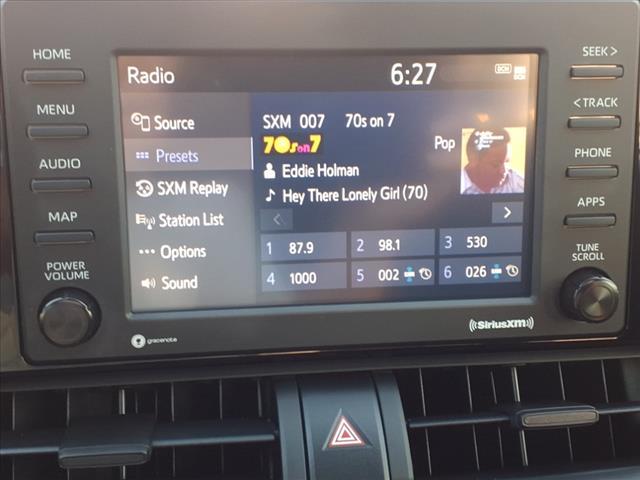 HOME
MENU
AUDIO
MAP
POWER
VOLUME
Radio
6:27
DCM
DCM
Source
Presets
SXM Replay
Station List
Options
Sound
SXM 007 70s on 7
70s on 7
Pop
Eddie Holman
Hey There Lonely Girl (70)
1 87.9
2 98.1
3 530
4 1000
5 002
6 026
gracenote
SiriusXM
SEEK >
< TRACK
PHONE
APPS
TUNE
SCROLL